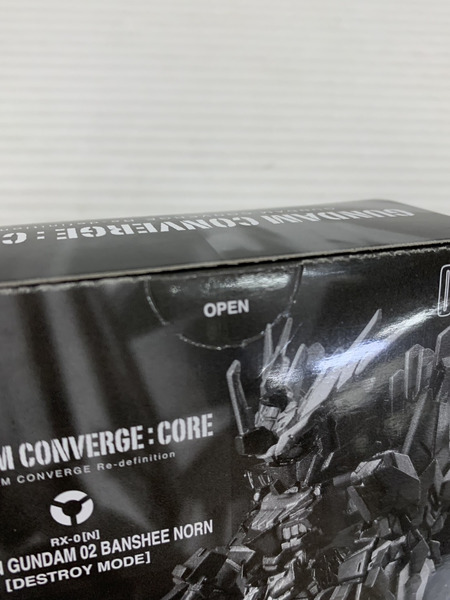 GUNDAM CONVERGE : C
OPEN
M CONVERGE : CORE
M CONVERGE Re-definition
RX-0 [N]
GUNDAM 02 BANSHEE NORN
[DESTROY MODE]